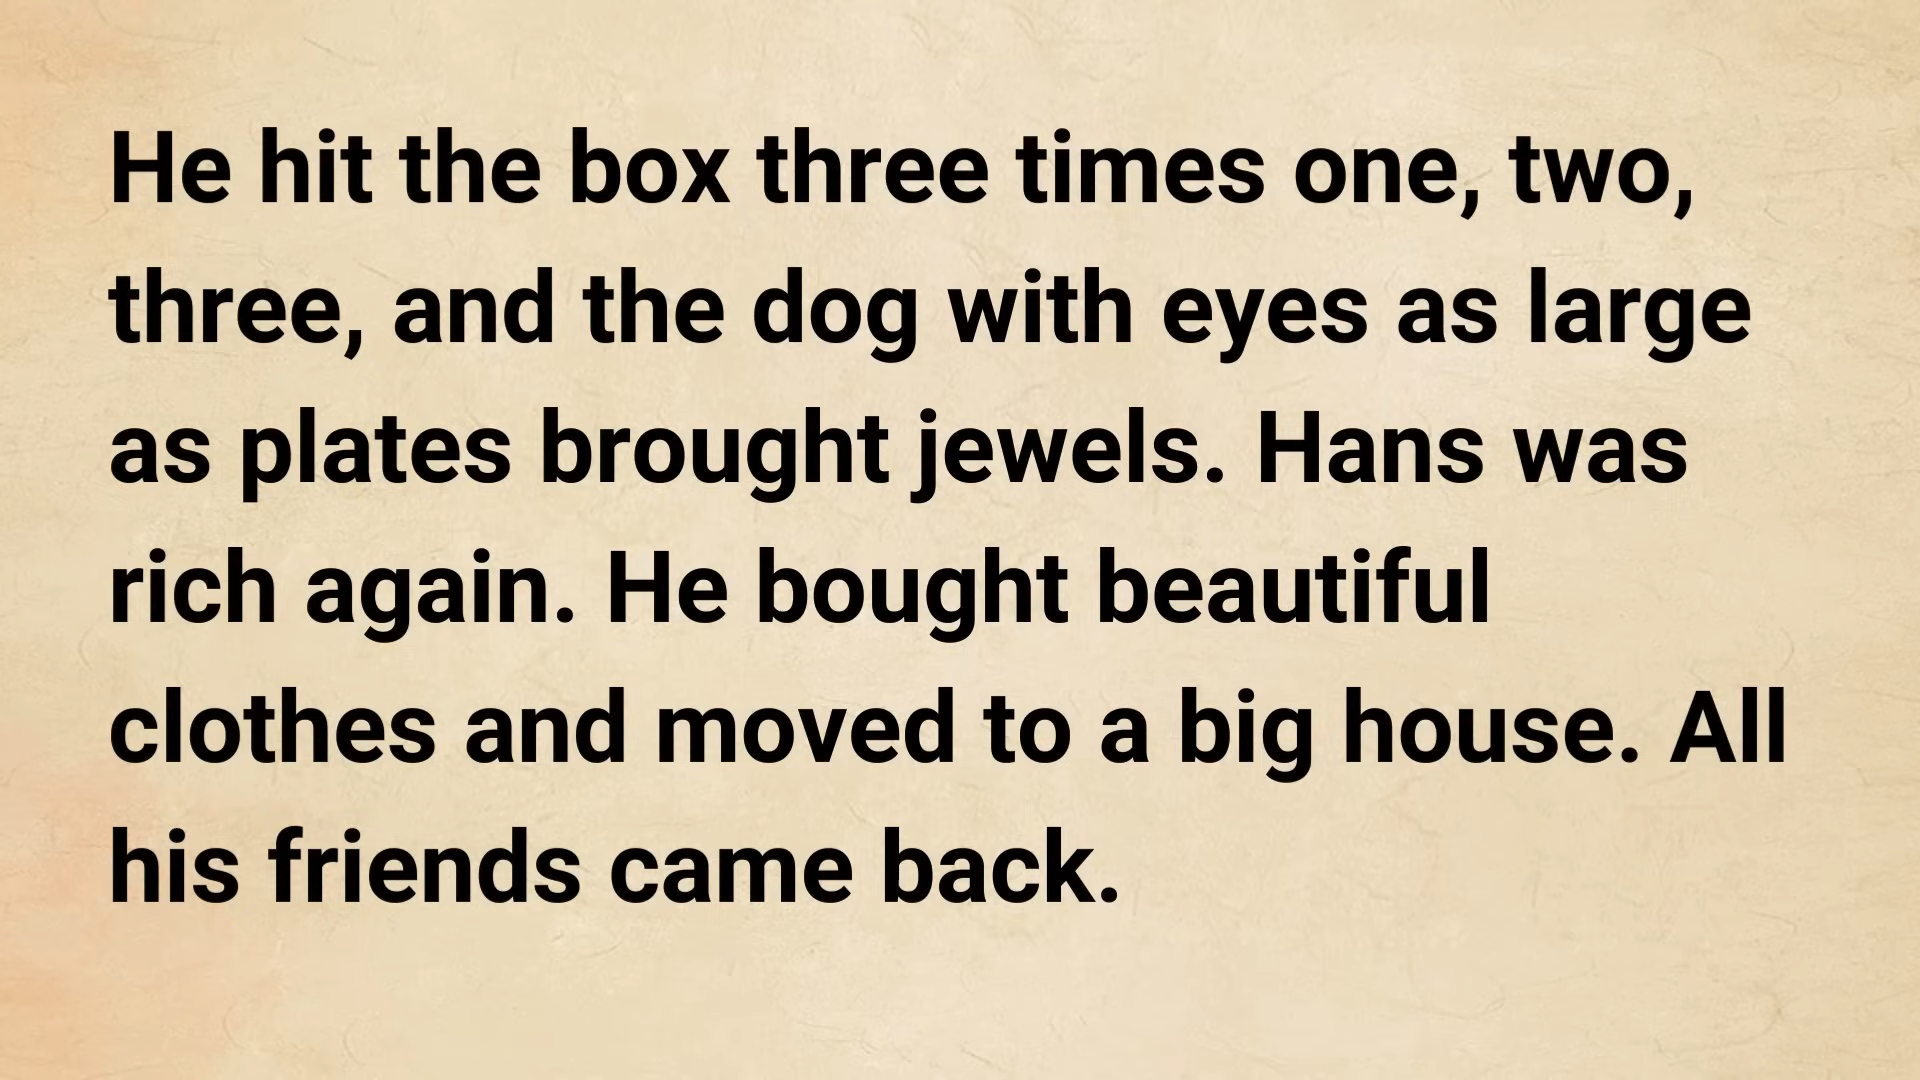 He hit the box three times one, two,
three, and the dog with eyes as large
as plates brought jewels. Hans was
rich again. He bought beautiful
clothes and moved to a big house. All
his friends came back.